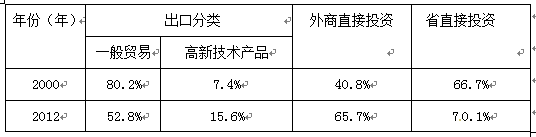 年份（年） 出口分类 外商直接投资 省直接投资
一般贸易 高新技术产品
2000 80.2% 7.4% 40.8% 66.7%
2012 52.8% 15.6% 65.7% 70.1%